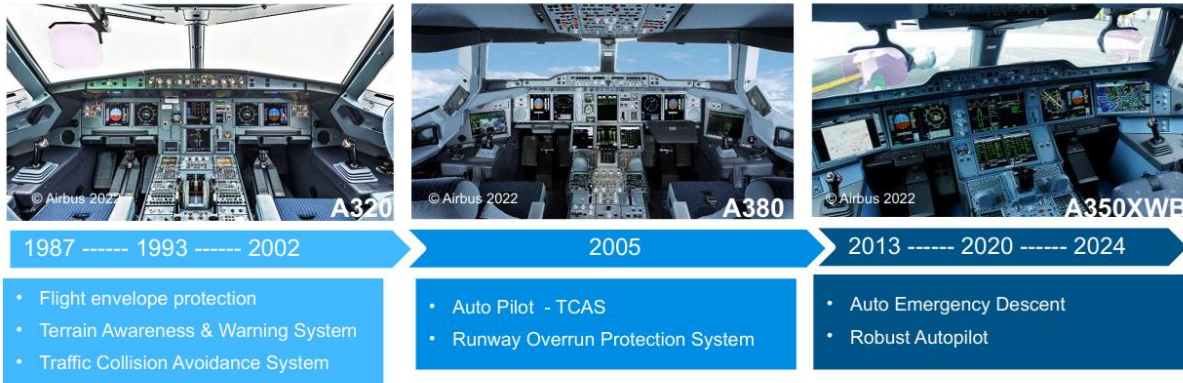 © Airbus 2022
A320
© Airbus 2022
A380
© Airbus 2022
A350XWB
1987 ------ 1993 ------ 2002
2005
2013 ------ 2020 ------ 2024
• Flight envelope protection
• Terrain Awareness & Warning System
• Traffic Collision Avoidance System
• Auto Pilot - TCAS
• Runway Overrun Protection System
• Auto Emergency Descent
• Robust Autopilot